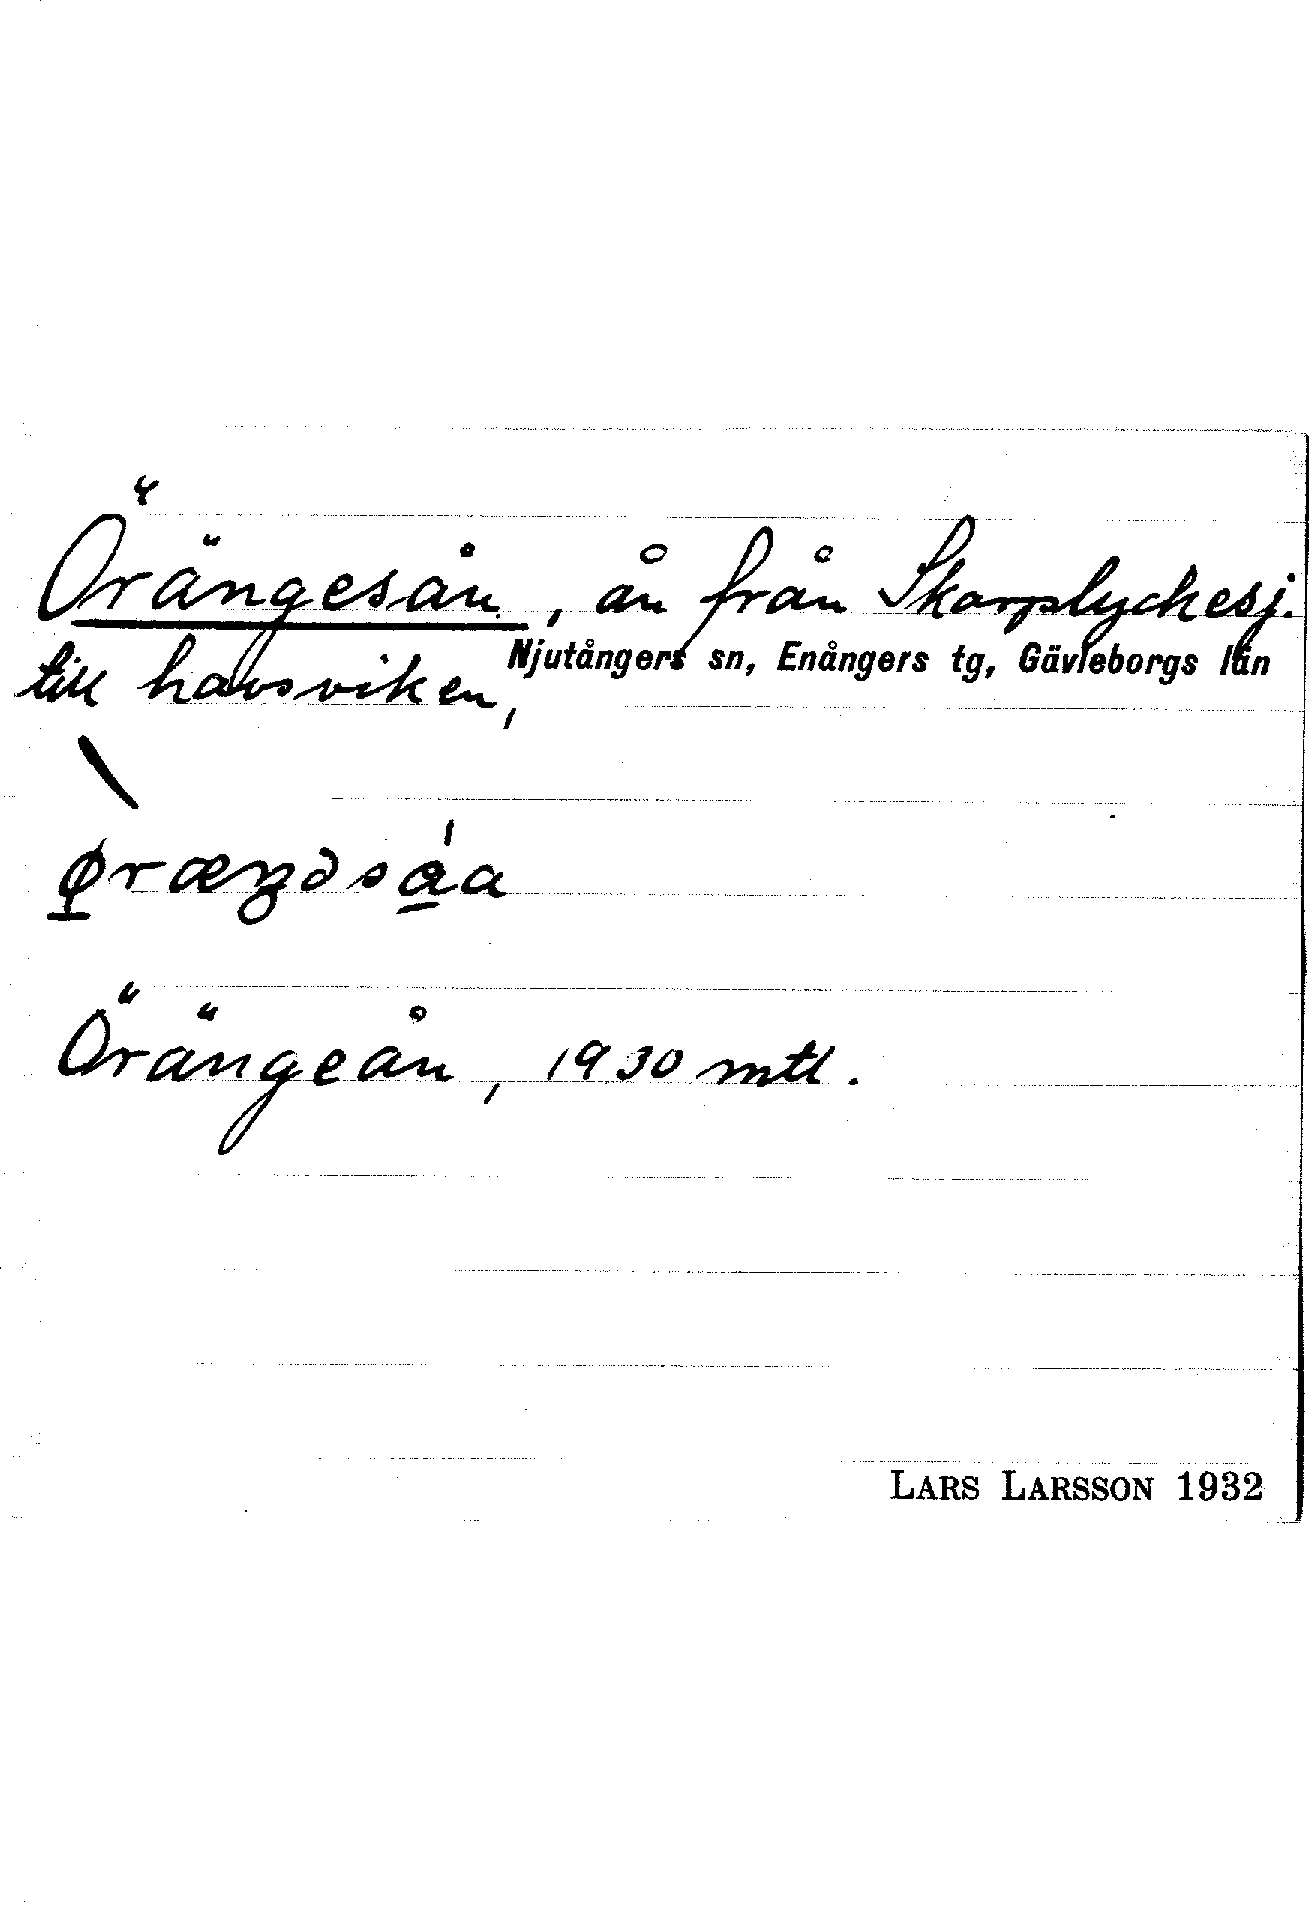 Örängesån, ån från Skarplyckesj.
till havsviken,
Njutångers sn, Enångers tg, Gävleborgs län
Örängeån, 1930 mtl.
LARS LARSSON 1932